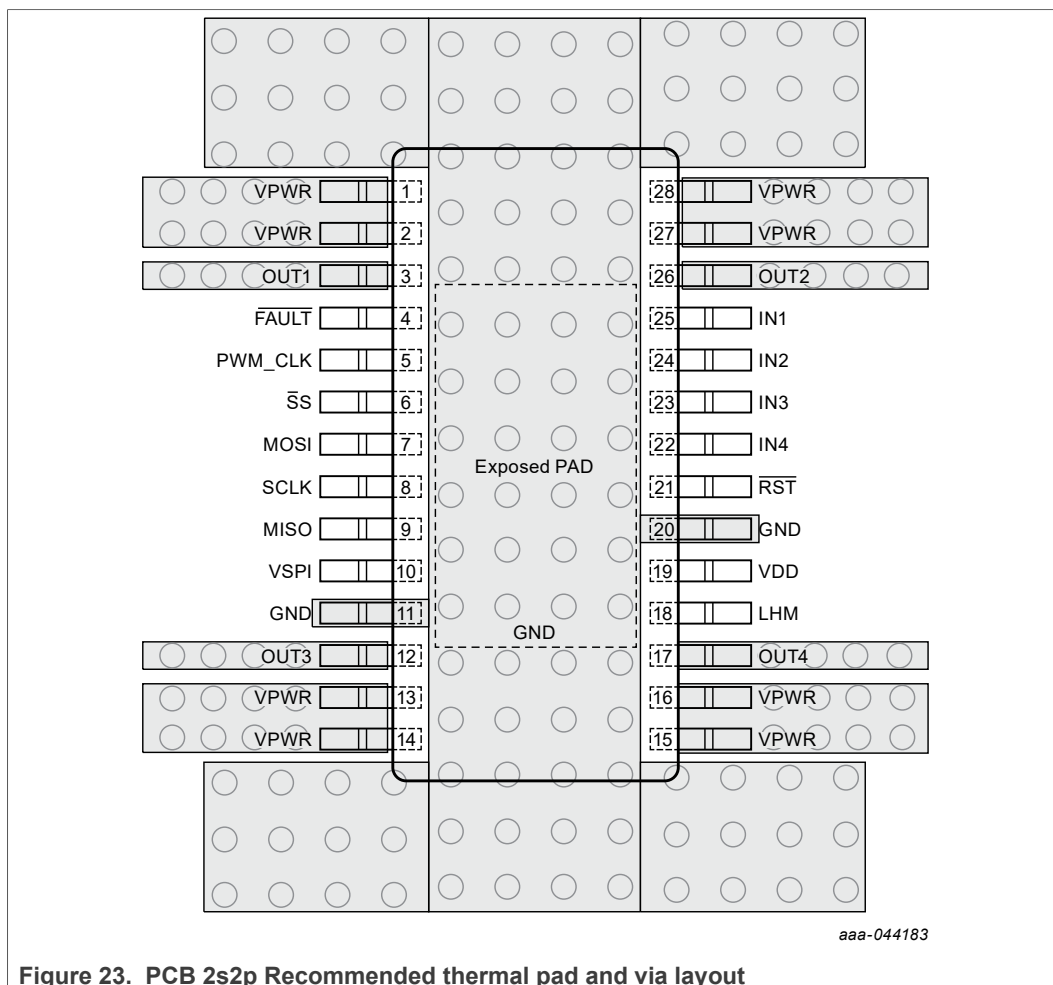 VPWR 1 28 VPWR
VPWR 2 27 VPWR
OUT1 3 26 OUT2
FAULT 4 25 IN1
PWM_CLK 5 24 IN2
SS 6 23 IN3
MOSI 7 22 IN4
Exposed PAD
SCLK 8 21 RST
MISO 9 20 GND
VSPI 10 19 VDD
GND 11 18 LHM
GND
OUT3 12 17 OUT4
VPWR 13 16 VPWR
VPWR 14 15 VPWR
aaa-044183
Figure 23. PCB 2s2p Recommended thermal pad and via layout